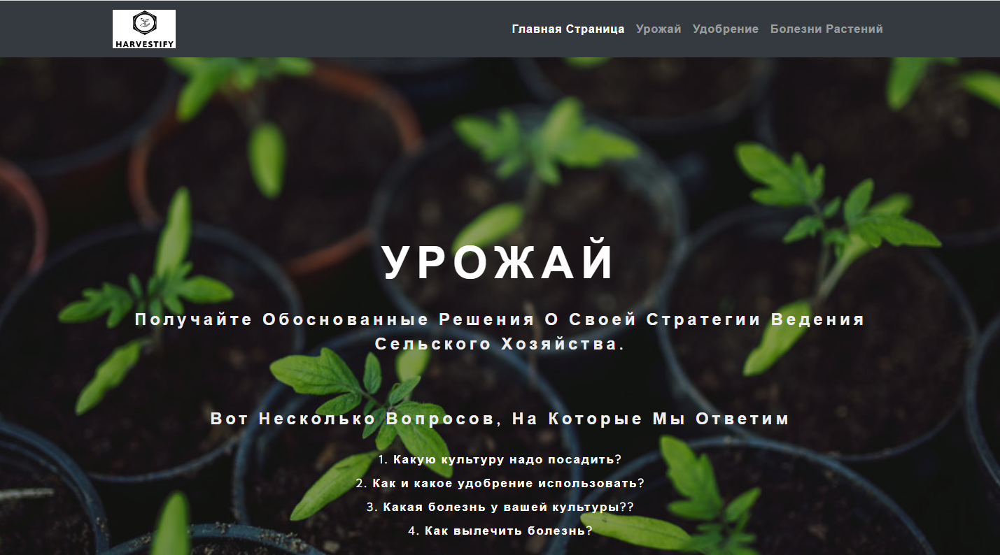 HARVESTIFY
Главная Страница Урожай Удобрение Болезни Растений
УРОЖАЙ
Получайте Обоснованные Решения О Своей Стратегии Ведения
Сельского Хозяйства.
Вот Несколько Вопросов, На Которые Мы Ответим
1. Какую культуру надо посадить?
2. Как и какое удобрение использовать?
3. Какая болезнь у вашей культуры??
4. Как вылечить болезнь?